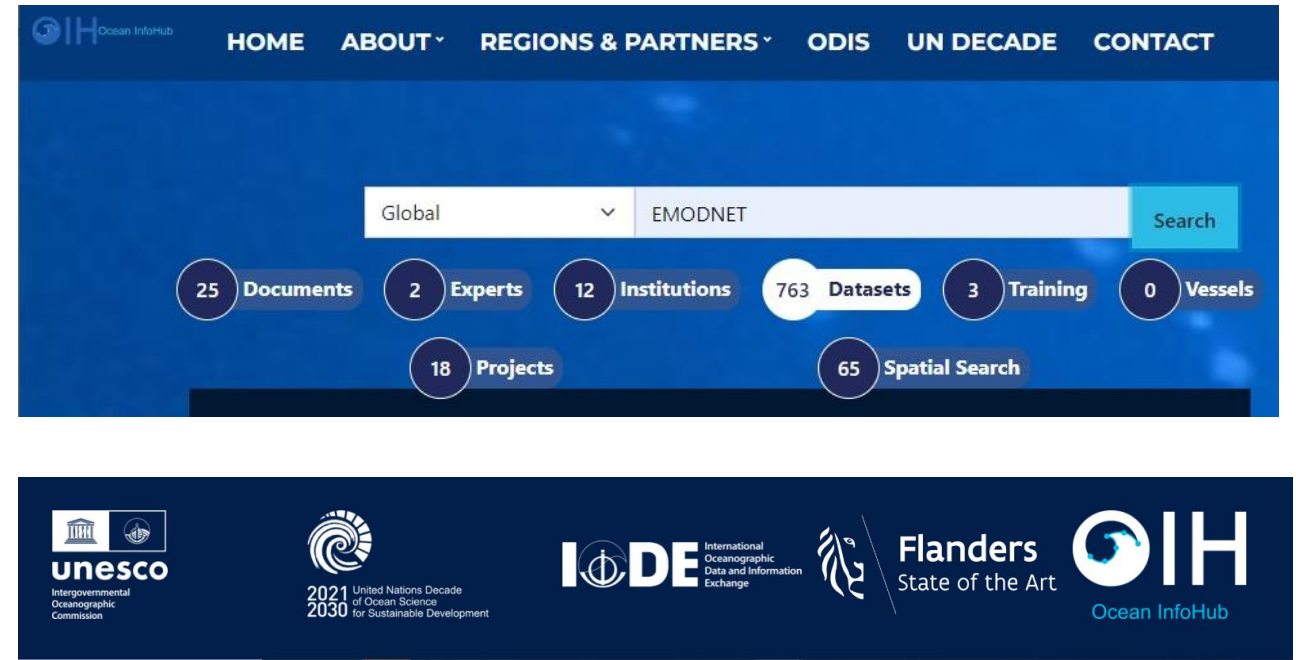 OIH Ocean InfoHub
HOME ABOUT REGIONS & PARTNERS ODIS UN DECADE CONTACT
Global EMODNET Search
25 Documents 2 Experts 12 Institutions 763 Datasets 3 Training 0 Vessels
18 Projects 65 Spatial Search
unesco
Intergovernmental
Oceanographic
Commission
2021
2030
United Nations Decade
of Ocean Science
for Sustainable Development
IODE
International
Oceanographic
Data and Information
Exchange
Flanders
State of the Art
OIH
Ocean InfoHub